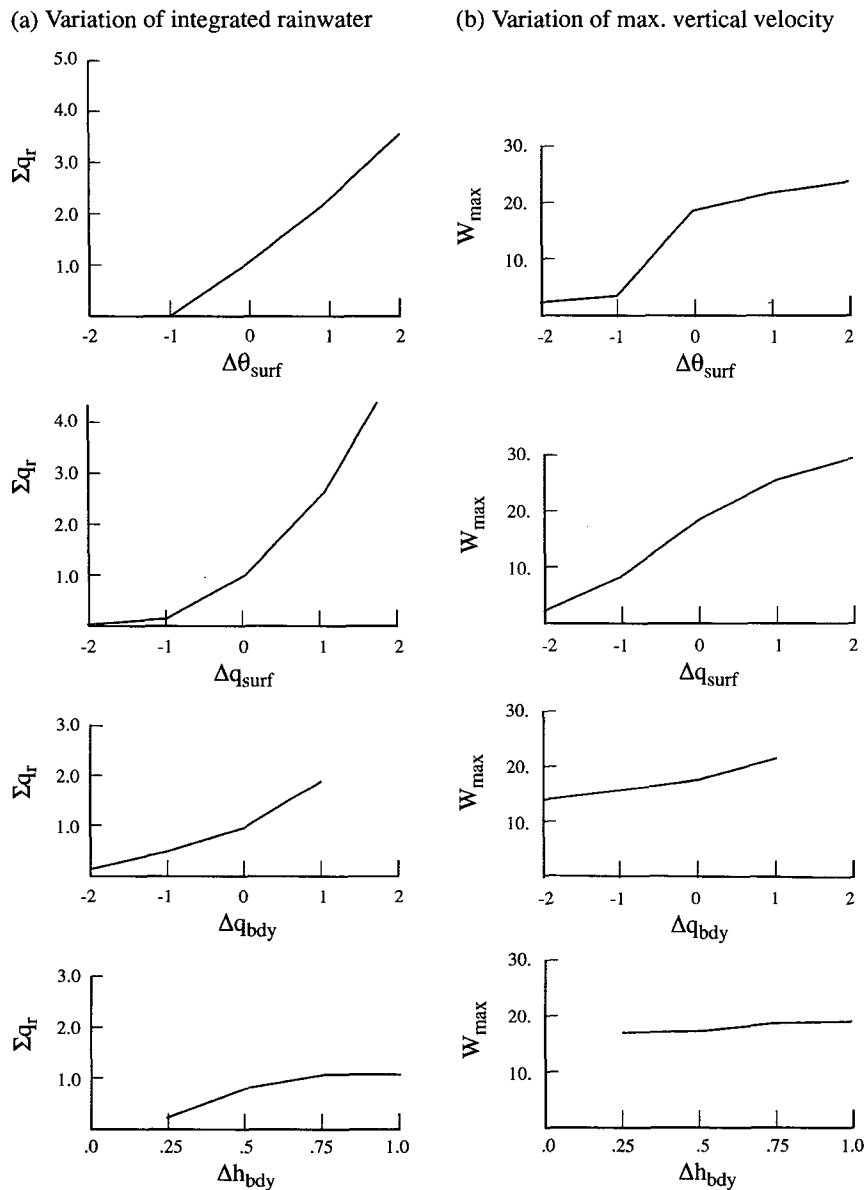 (a) Variation of integrated rainwater
(b) Variation of max. vertical velocity
5.0
4.0
3.0
2.0
1.0
Σqr
-2 -1 0 1 2
Δθsurf
30.
20.
10.
Wmax
-2 -1 0 1 2
Δθsurf
4.0
3.0
2.0
1.0
Σqr
-2 -1 0 1 2
Δqsurf
30.
20.
10.
Wmax
-2 -1 0 1 2
Δqsurf
3.0
2.0
1.0
Σqr
-2 -1 0 1 2
Δqbdy
30.
20.
10.
Wmax
-2 -1 0 1 2
Δqbdy
3.0
2.0
1.0
Σqr
.0 .25 .5 .75 1.0
Δhbdy
30.
20.
10.
Wmax
.0 .25 .5 .75 1.0
Δhbdy